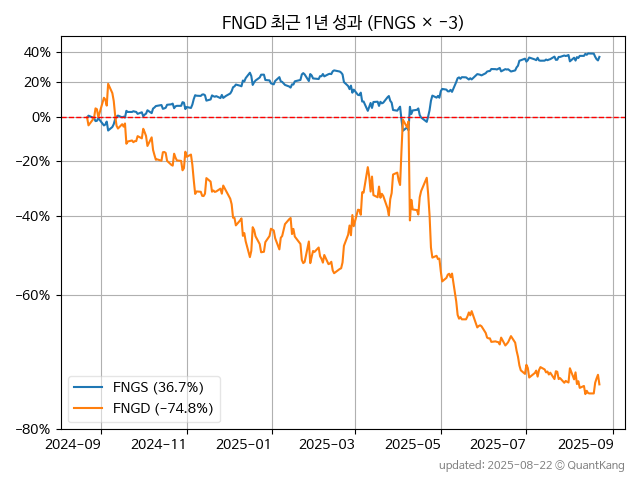 FNGD 최근 1년 성과 (FNGS × −3)
40%
20%
0%
−20%
−40%
−60%
−80%
FNGS (36.7%)
FNGD (−74.8%)
2024-09 2024-11 2025-01 2025-03 2025-05 2025-07 2025-09
updated: 2025-08-22 © QuantKang